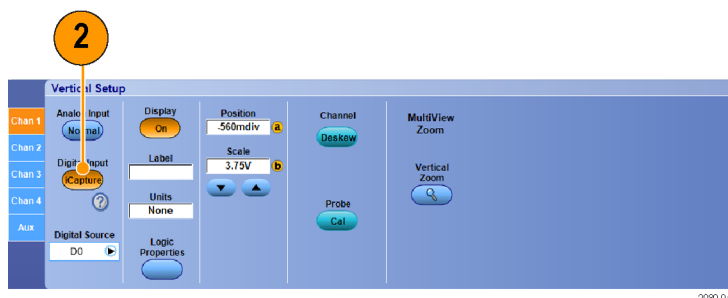 2
Vertical Setup
Chan 1
Chan 2
Chan 3
Chan 4
Aux
Analog Input
Normal
Digital Input
iCapture
?
Digital Source
D0
Display
On
Label
Units
None
Logic
Properties
Position
-560mdiv
a
Scale
3.75V
b
Channel
Deskew
Probe
Cal
MultiView
Zoom
Vertical
Zoom